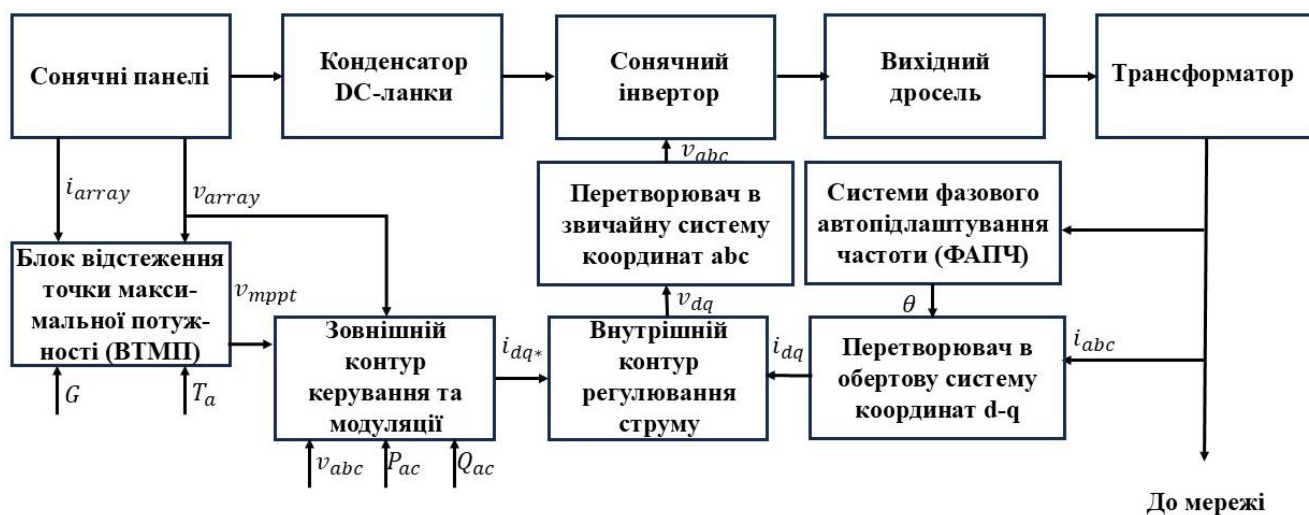 Сонячні панелі
Конденсатор
DC-ланки
Сонячний
інвертор
Вихідний
дросель
Трансформатор
i_array
v_array
v_abc
Перетворювач в
звичайну систему
координат abc
Системи фазового
автопідлаштування
частоти (ФАПЧ)
Блок відстеження
точки макси-
мальної потуж-
ності (ВТМП)
v_mppt
v_dq
θ
Зовнішній
контур
керування та
модуляції
i_dq*
Внутрішній
контур
регулювання
струму
i_dq
Перетворювач в
обертову систему
координат d-q
i_abc
G
T_a
v_abc
P_ac
Q_ac
До мережі